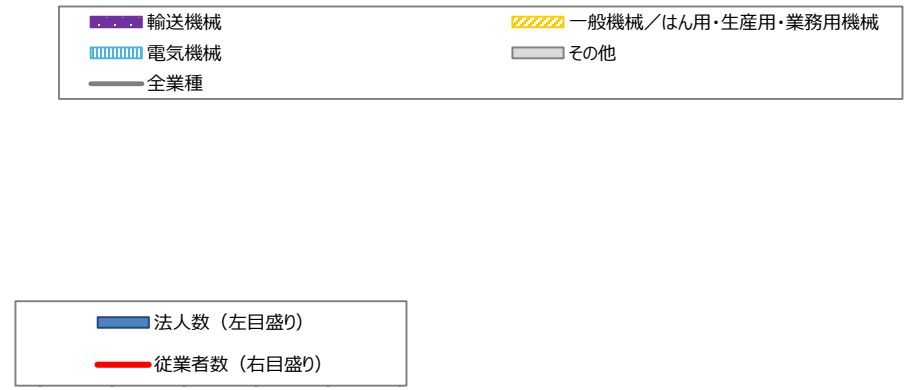 輸送機械
一般機械／はん用・生産用・業務用機械
電気機械
その他
全業種
法人数（左目盛り）
従業者数（右目盛り）